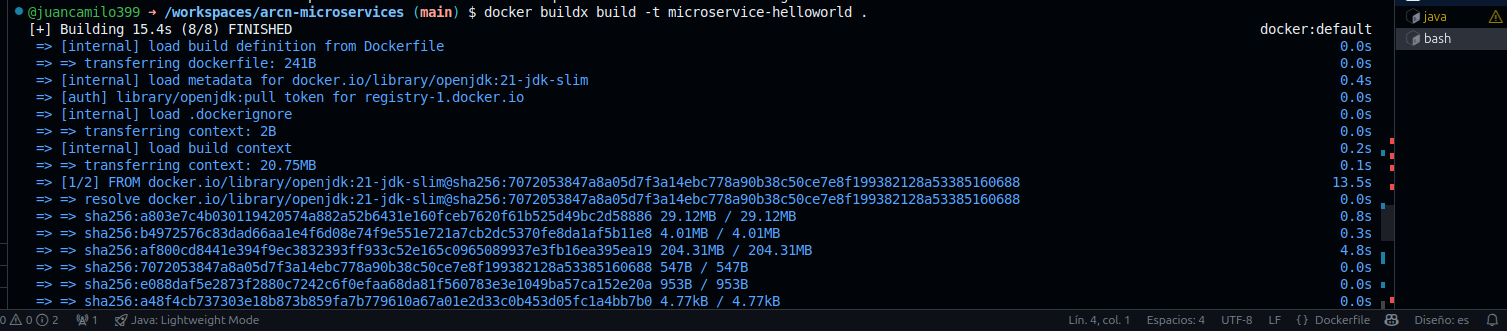 @juancamilo399 → /workspaces/arcn-microservices (main) $ docker buildx build -t microservice-helloworld .
[+] Building 15.4s (8/8) FINISHED docker:default
=> [internal] load build definition from Dockerfile 0.0s
=> => transferring dockerfile: 241B 0.0s
=> [internal] load metadata for docker.io/library/openjdk:21-jdk-slim 0.4s
=> [auth] library/openjdk:pull token for registry-1.docker.io 0.0s
=> [internal] load .dockerignore 0.0s
=> => transferring context: 2B 0.0s
=> [internal] load build context 0.2s
=> => transferring context: 20.75MB 0.1s
=> [1/2] FROM docker.io/library/openjdk:21-jdk-slim@sha256:7072053847a8a05d7f3a14ebc778a90b38c50ce7e8f199382128a53385160688 13.5s
=> => resolve docker.io/library/openjdk:21-jdk-slim@sha256:7072053847a8a05d7f3a14ebc778a90b38c50ce7e8f199382128a53385160688 0.0s
=> => sha256:a803e7c4b030119420574a882a52b6431e160fceb7620f61b525d49bc2d58886 29.12MB / 29.12MB 0.8s
=> => sha256:b4972576c83dad66aa1e4f6d08e74f9e551e721a7cb2dc5370fe8da1af5b11e8 4.01MB / 4.01MB 0.3s
=> => sha256:af800cd8441e394f9ec3832393ff933c52e165c0965089937e3fb16ea395ea19 204.31MB / 204.31MB 4.8s
=> => sha256:7072053847a8a05d7f3a14ebc778a90b38c50ce7e8f199382128a53385160688 547B / 547B 0.0s
=> => sha256:e088daf5e2873f2880c7242c6f0efaa68da81f560783e3e1049ba57ca152e20a 953B / 953B 0.0s
=> => sha256:a48f4cb737303e18b873b859fa7b779610a67a01e2d33c0b453d05fc1a4bb7b0 4.77kB / 4.77kB 0.0s
java
bash
0 0 2 1 Java: Lightweight Mode Lín. 4, col. 1 Espacios: 4 UTF-8 LF {} Dockerfile Diseño: es